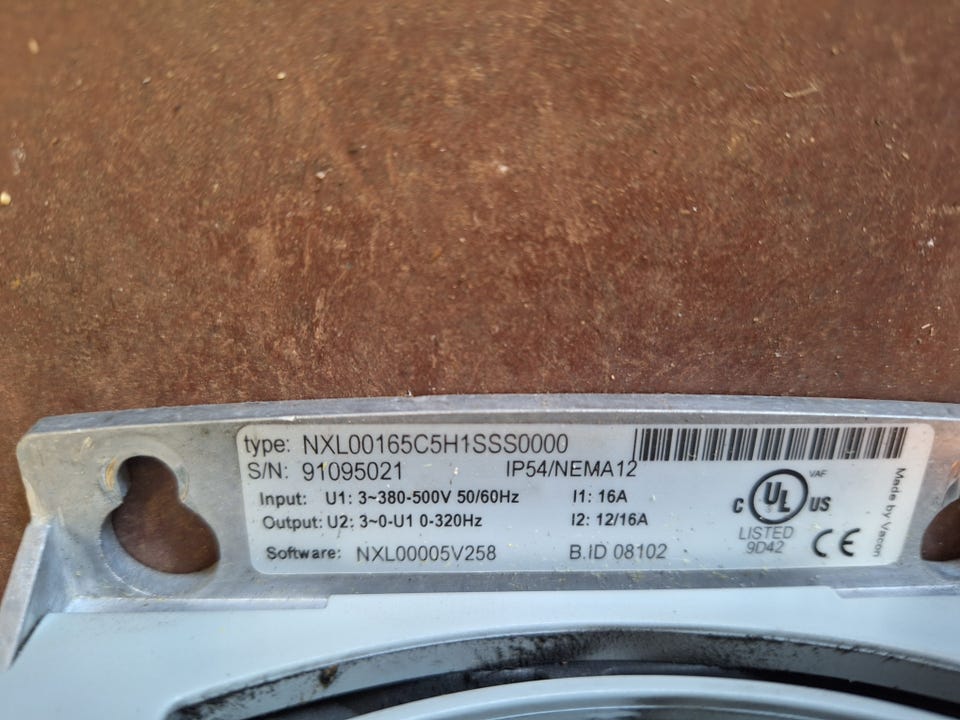 type: NXL00165C5H1SSS0000
S/N: 91095021 IP54/NEMA12
Input: U1: 3~380-500V 50/60Hz I1: 16A
Output: U2: 3~0-U1 0-320Hz I2: 12/16A
Software: NXL00005V258 B.ID 08102
VAF
C UL US
LISTED
9D42
CE
Made by Vacon